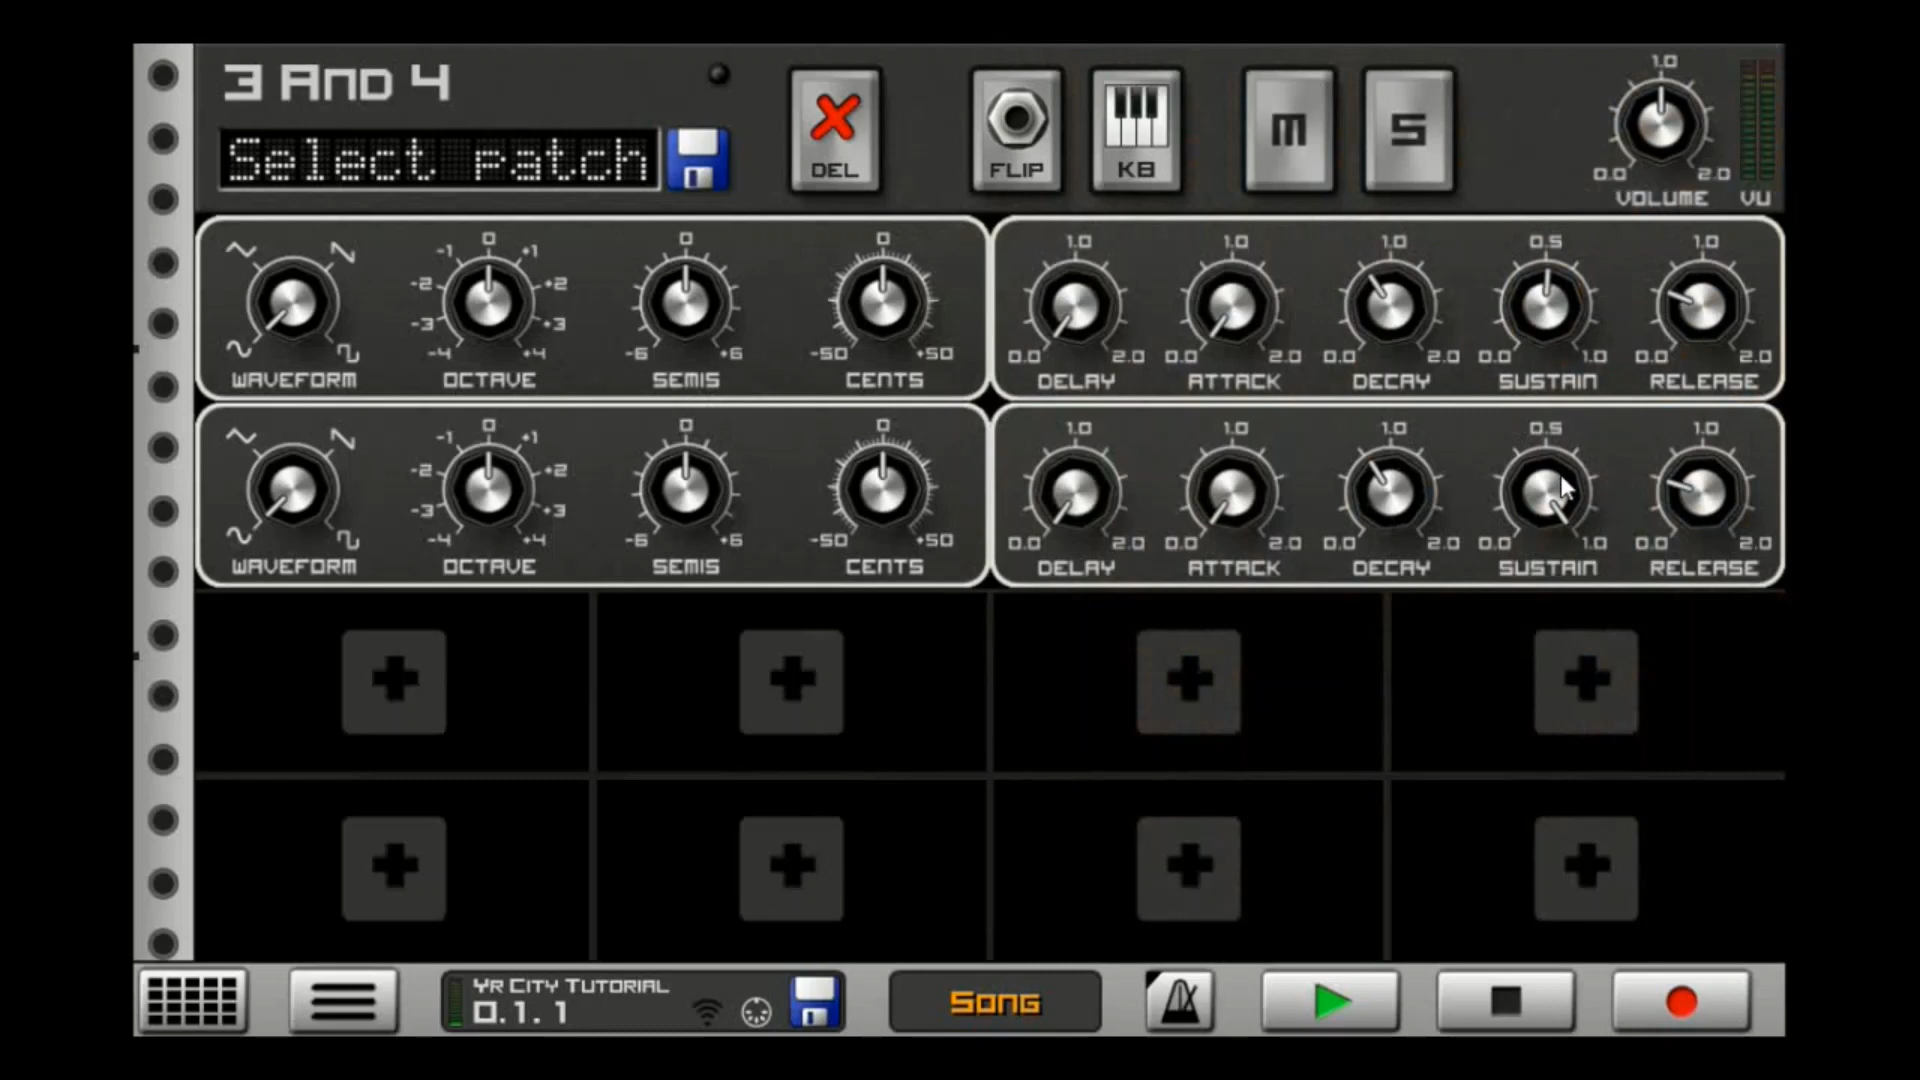 3 And 4
Select patch
DEL
FLIP
KB
M
S
1.0
0.0 2.0
VOLUME VU
-1 0 +1
-2 +2
-3 +3
-4 +4
WAVEFORM OCTAVE
0
-6 +6
SEMIS
0
-50 +50
CENTS
1.0
0.0 2.0
DELAY
1.0
0.0 2.0
ATTACK
1.0
0.0 2.0
DECAY
0.5
0.0 1.0
SUSTAIN
1.0
0.0 2.0
RELEASE
-1 0 +1
-2 +2
-3 +3
-4 +4
WAVEFORM OCTAVE
0
-6 +6
SEMIS
0
-50 +50
CENTS
1.0
0.0 2.0
DELAY
1.0
0.0 2.0
ATTACK
1.0
0.0 2.0
DECAY
0.5
0.0 1.0
SUSTAIN
1.0
0.0 2.0
RELEASE
Yr City Tutorial
0.1. 1
Song